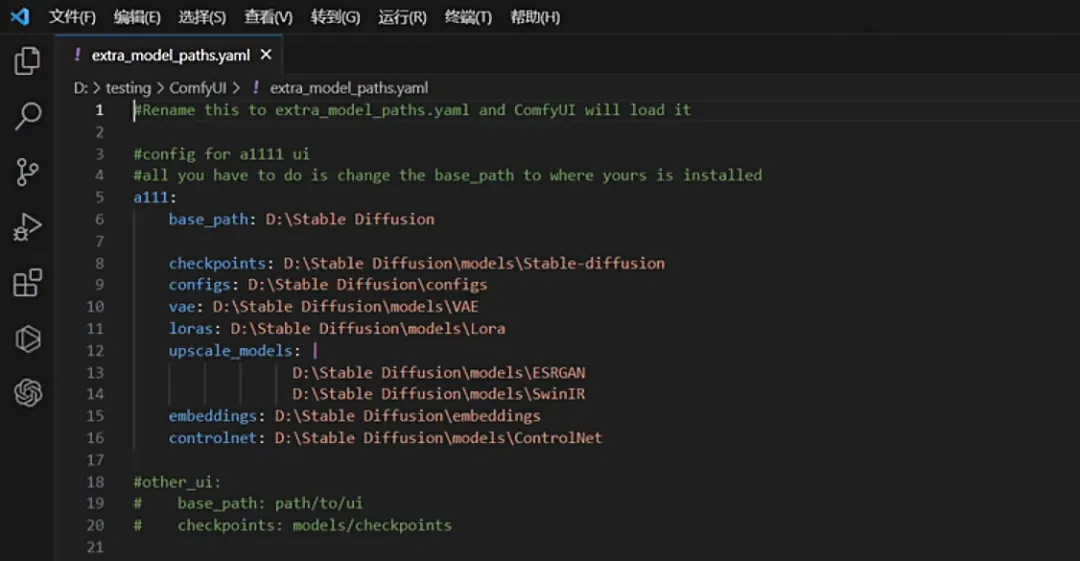 文件(F) 编辑(E) 选择(S) 查看(V) 转到(G) 运行(R) 终端(T) 帮助(H)
! extra_model_paths.yaml ×
D: > testing > ComfyUI > ! extra_model_paths.yaml
1 #Rename this to extra_model_paths.yaml and ComfyUI will load it
2
3 #config for a1111 ui
4 #all you have to do is change the base_path to where yours is installed
5 a111:
6 base_path: D:\Stable Diffusion
7
8 checkpoints: D:\Stable Diffusion\models\Stable-diffusion
9 configs: D:\Stable Diffusion\configs
10 vae: D:\Stable Diffusion\models\VAE
11 loras: D:\Stable Diffusion\models\Lora
12 upscale_models: |
13 D:\Stable Diffusion\models\ESRGAN
14 D:\Stable Diffusion\models\SwinIR
15 embeddings: D:\Stable Diffusion\embeddings
16 controlnet: D:\Stable Diffusion\models\ControlNet
17
18 #other_ui:
19 # base_path: path/to/ui
20 # checkpoints: models/checkpoints
21